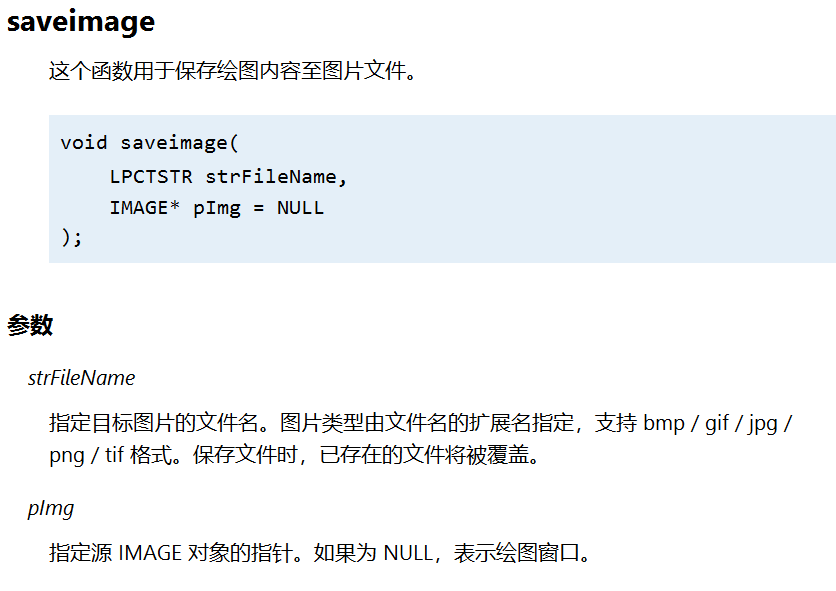 saveimage
这个函数用于保存绘图内容至图片文件。
void saveimage(
    LPCTSTR strFileName,
    IMAGE* pImg = NULL
);
参数
strFileName
指定目标图片的文件名。图片类型由文件名的扩展名指定，支持 bmp / gif / jpg /
png / tif 格式。保存文件时，已存在的文件将被覆盖。
pImg
指定源 IMAGE 对象的指针。如果为 NULL，表示绘图窗口。